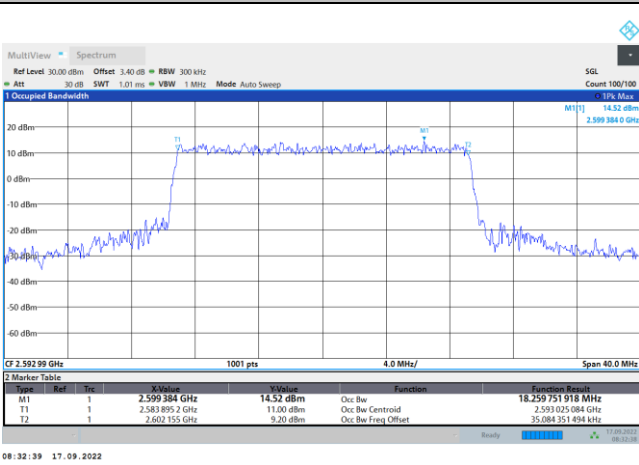 MultiView Spectrum
Ref Level 30.00 dBm Offset 3.40 dB RBW 300 kHz SGL
Att 30 dB SWT 1.01 ms VBW 1 MHz Mode Auto Sweep Count 100/100
1 Occupied Bandwidth 1Pk Max
M1[1] 14.52 dBm
2.599 384 0 GHz
20 dBm
M1
T1
T2
10 dBm
0 dBm
-10 dBm
-20 dBm
-30 dBm
-40 dBm
-50 dBm
-60 dBm
CF 2.592 99 GHz 1001 pts 4.0 MHz/ Span 40.0 MHz
2 Marker Table
Type Ref Trc X-Value Y-Value Function Function Result
M1 1 2.599 384 GHz 14.52 dBm Occ Bw 18.259 751 918 MHz
T1 1 2.583 895 2 GHz 11.00 dBm Occ Bw Centroid 2.593 025 084 GHz
T2 1 2.602 155 GHz 9.20 dBm Occ Bw Freq Offset 35.084 351 494 kHz
Ready 17.09.2022
08:32:38
08:32:39 17.09.2022